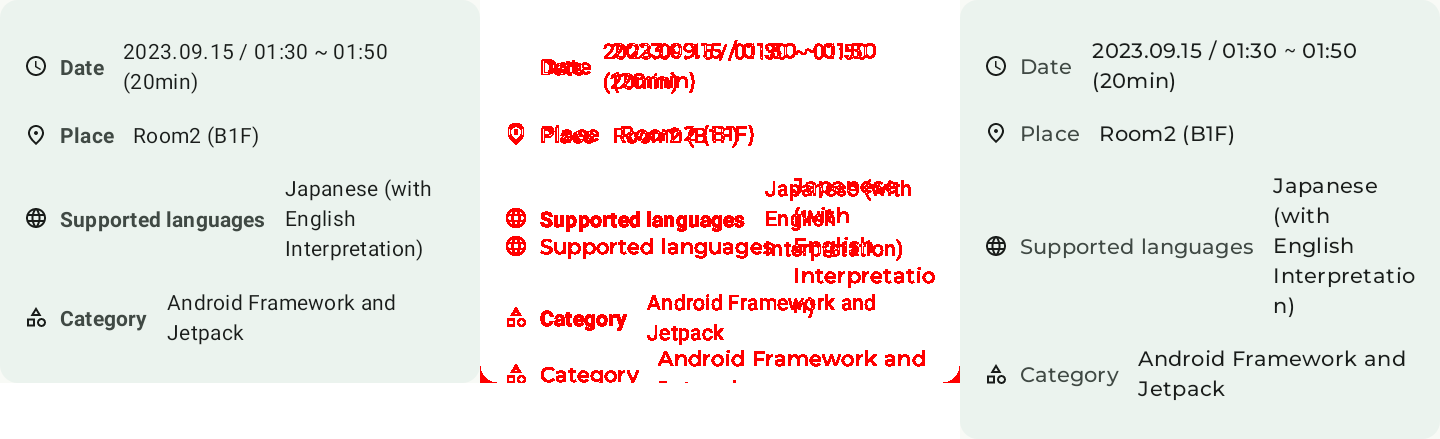 Date 2023.09.15 / 01:30 ~ 01:50
(20min)
Place Room2 (B1F)
Supported languages Japanese (with
English
Interpretation)
Category Android Framework and
Jetpack
Date 2023.09.15 / 01:30 ~ 01:50
(20min)
Place Room2 (B1F)
Supported languages Japanese (with
English
Supported languages Interpretation)
Interpretatio
Category Android Framework and
Jetpack
Category Android Framework and
Date 2023.09.15 / 01:30 ~ 01:50
(20min)
Place Room2 (B1F)
Supported languages Japanese
(with
English
Interpretatio
n)
Category Android Framework and
Jetpack